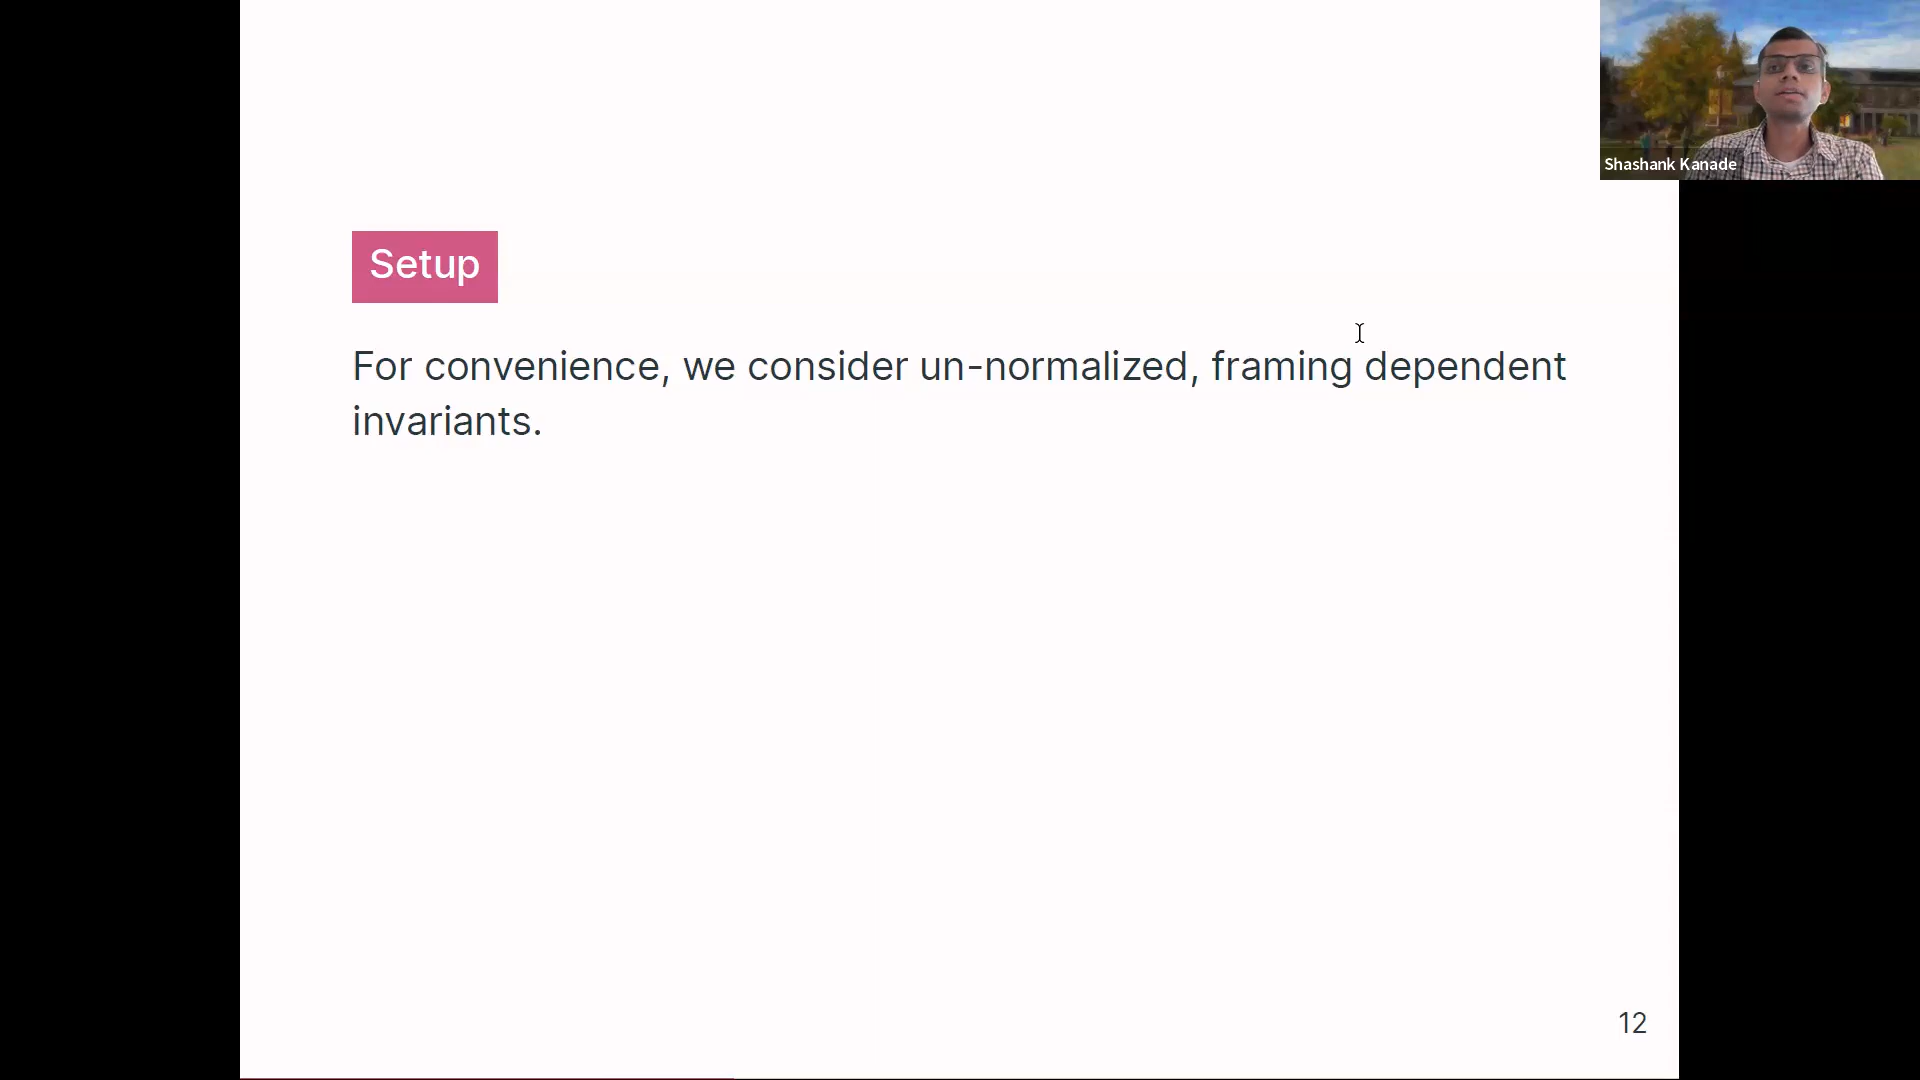 Shashank Kanade
Setup
For convenience, we consider un-normalized, framing dependent
invariants.
12